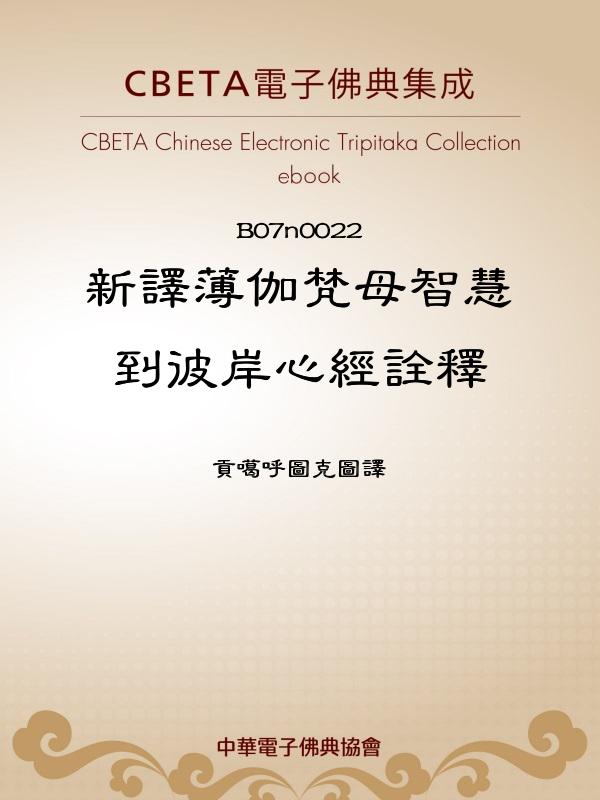 CBETA電子佛典集成
CBETA Chinese Electronic Tripitaka Collection
ebook
B07n0022
新譯薄伽梵母智慧
到彼岸心經詮釋
貢噶呼圖克圖譯
中華電子佛典協會